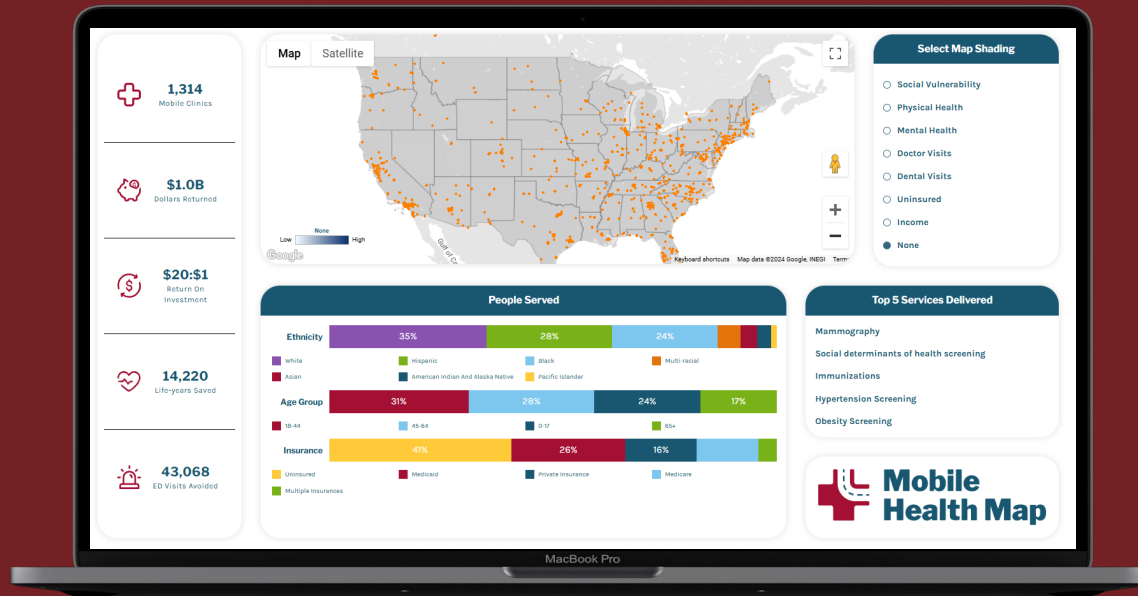 1,314
Mobile Clinics
$1.0B
Dollars Returned
$20:$1
Return On
Investment
14,220
Life-years Saved
43,068
ED Visits Avoided
Map
Satellite
None
Low
High
Google
Gulf of Ca
Keyboard shortcuts
Map data ©2024 Google, INEGI
Term
Select Map Shading
Social Vulnerability
Physical Health
Mental Health
Doctor Visits
Dental Visits
Uninsured
Income
None
People Served
Ethnicity
35%
28%
24%
White
Hispanic
Black
Multi-racial
Asian
American Indian And Alaska Native
Pacific Islander
Age Group
31%
28%
24%
17%
18-44
45-64
0-17
65+
Insurance
41%
26%
16%
Uninsured
Medicaid
Private Insurance
Medicare
Multiple Insurances
Top 5 Services Delivered
Mammography
Social determinants of health screening
Immunizations
Hypertension Screening
Obesity Screening
Mobile
Health Map
MacBook Pro